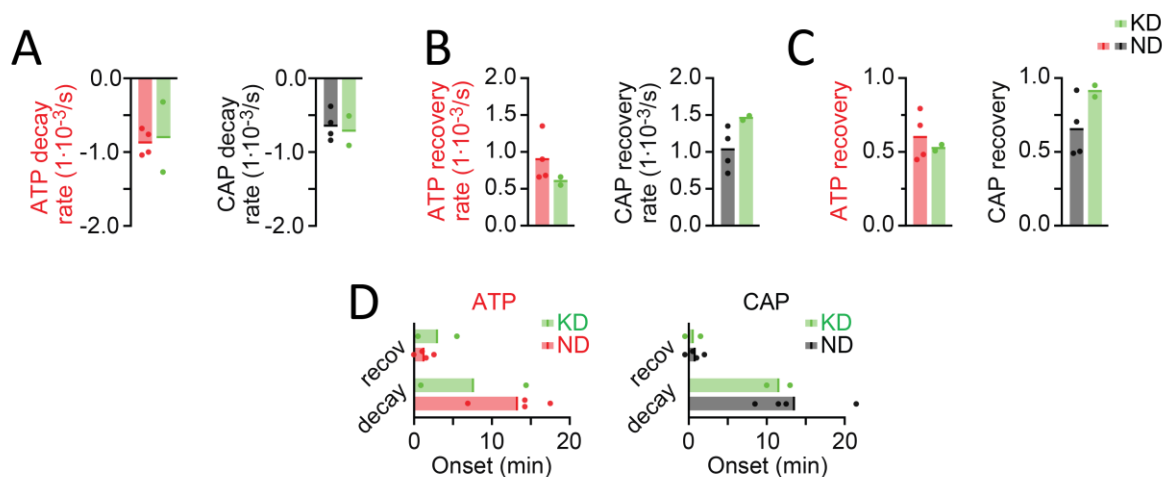 KD
ND
A
ATP decay
rate (1·10⁻³/s)
0.0
-1.0
-2.0
CAP decay
rate (1·10⁻³/s)
0.0
-1.0
-2.0
B
ATP recovery
rate (1·10⁻³/s)
2.0
1.5
1.0
0.5
0.0
CAP recovery
rate (1·10⁻³/s)
2.0
1.5
1.0
0.5
0.0
C
ATP recovery
1.0
0.5
0.0
CAP recovery
1.0
0.5
0.0
D
ATP
KD
ND
recov
decay
0
10
20
Onset (min)
CAP
KD
ND
recov
decay
0
10
20
Onset (min)